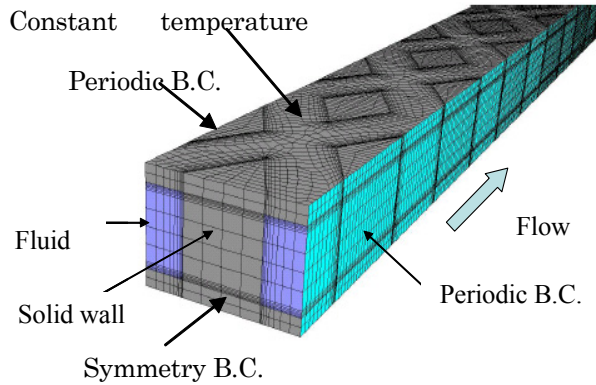 Constant temperature
Periodic B.C.
Fluid
Flow
Solid wall
Periodic B.C.
Symmetry B.C.